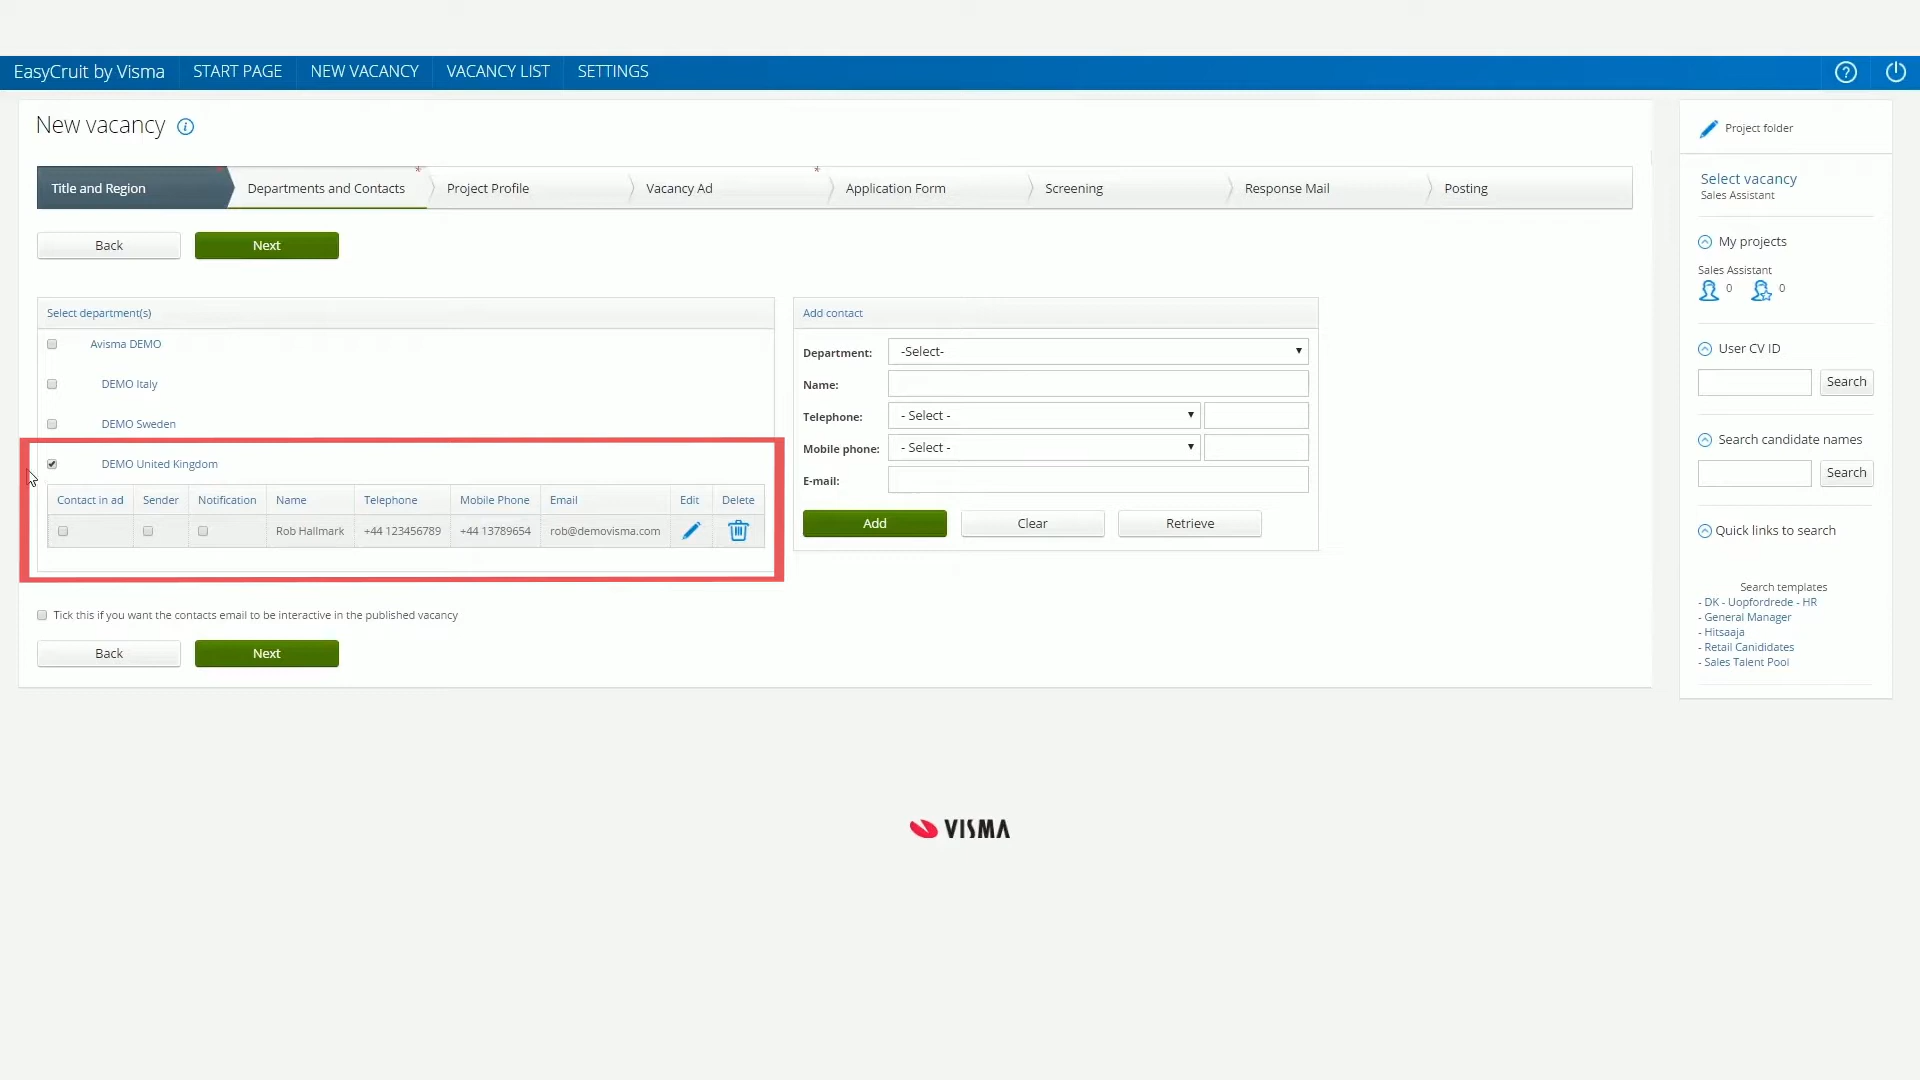 EasyCruit by Visma START PAGE NEW VACANCY VACANCY LIST SETTINGS ?
New vacancy i
Title and Region * Departments and Contacts * Project Profile Vacancy Ad * Application Form Screening Response Mail Posting
Back Next
Select department(s)
Avisma DEMO
DEMO Italy
DEMO Sweden
DEMO United Kingdom
Contact in ad Sender Notification Name Telephone Mobile Phone Email Edit Delete
Rob Hallmark +44 123456789 +44 13789654 rob@demovisma.com
Tick this if you want the contacts email to be interactive in the published vacancy
Back Next
Add contact
Department: -Select-
Name:
Telephone: - Select -
Mobile phone: - Select -
E-mail:
Add Clear Retrieve
Project folder
Select vacancy
Sales Assistant
My projects
Sales Assistant
0 0
User CV ID
Search
Search candidate names
Search
Quick links to search
Search templates
- DK - Uopfordrede - HR
- General Manager
- Hitsaaja
- Retail Canididates
- Sales Talent Pool
VISMA